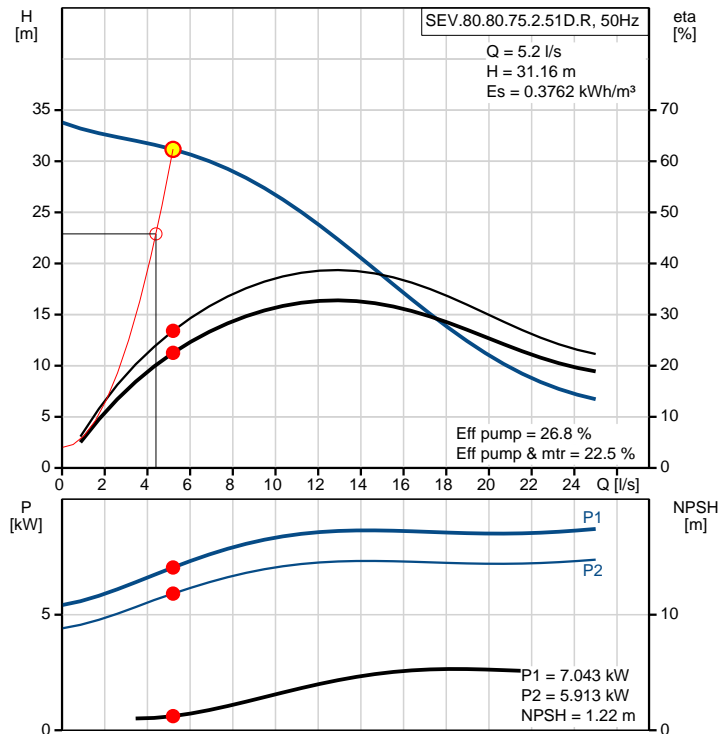 H
[m]
SEV.80.80.75.2.51D.R, 50Hz
eta
[%]
Q = 5.2 l/s
H = 31.16 m
Es = 0.3762 kWh/m³
35
70
30
60
25
50
20
40
15
30
10
20
5
10
Eff pump = 26.8 %
Eff pump & mtr = 22.5 %
0
0
0
2
4
6
8
10
12
14
16
18
20
22
24
Q [l/s]
P
[kW]
NPSH
[m]
P1
P2
5
10
P1 = 7.043 kW
P2 = 5.913 kW
NPSH = 1.22 m
0
0